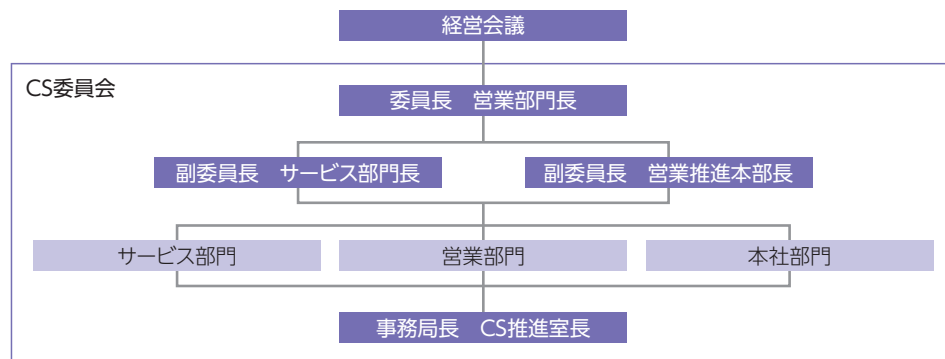 経営会議
CS委員会
委員長　営業部門長
副委員長　サービス部門長
副委員長　営業推進本部長
サービス部門
営業部門
本社部門
事務局長　CS推進室長